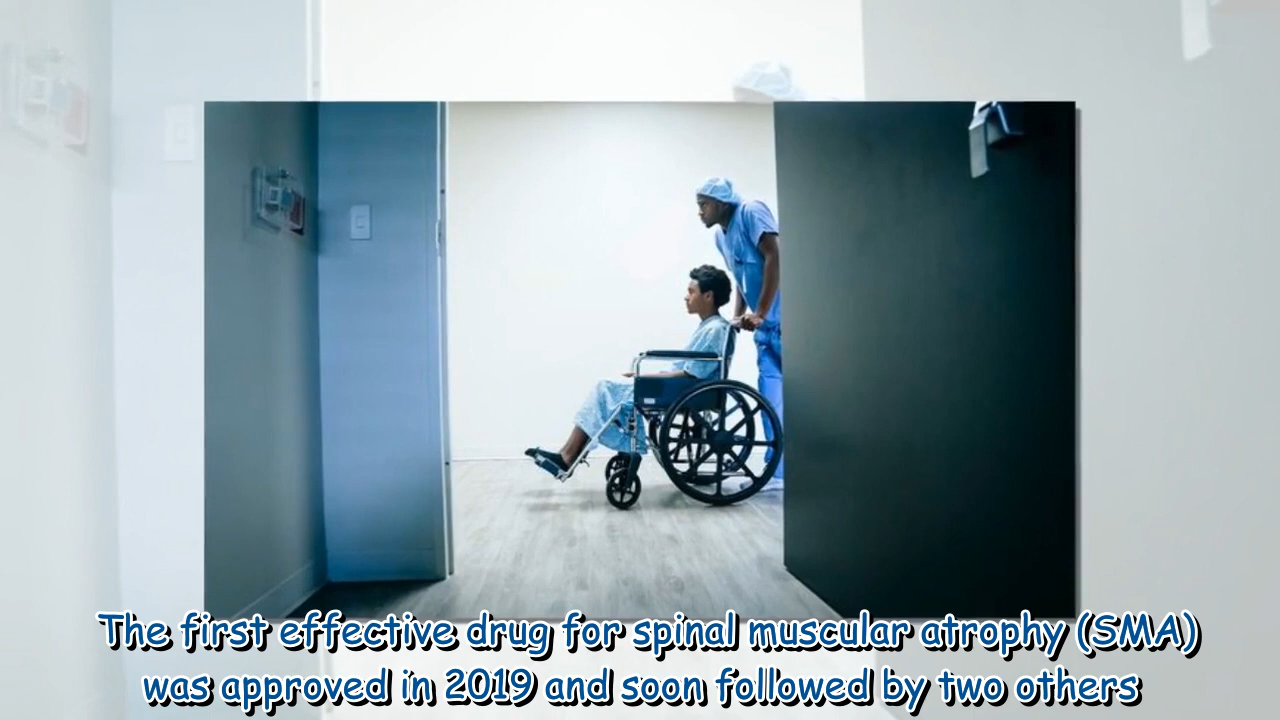 The first effective drug for spinal muscular atrophy (SMA)
was approved in 2019 and soon followed by two others